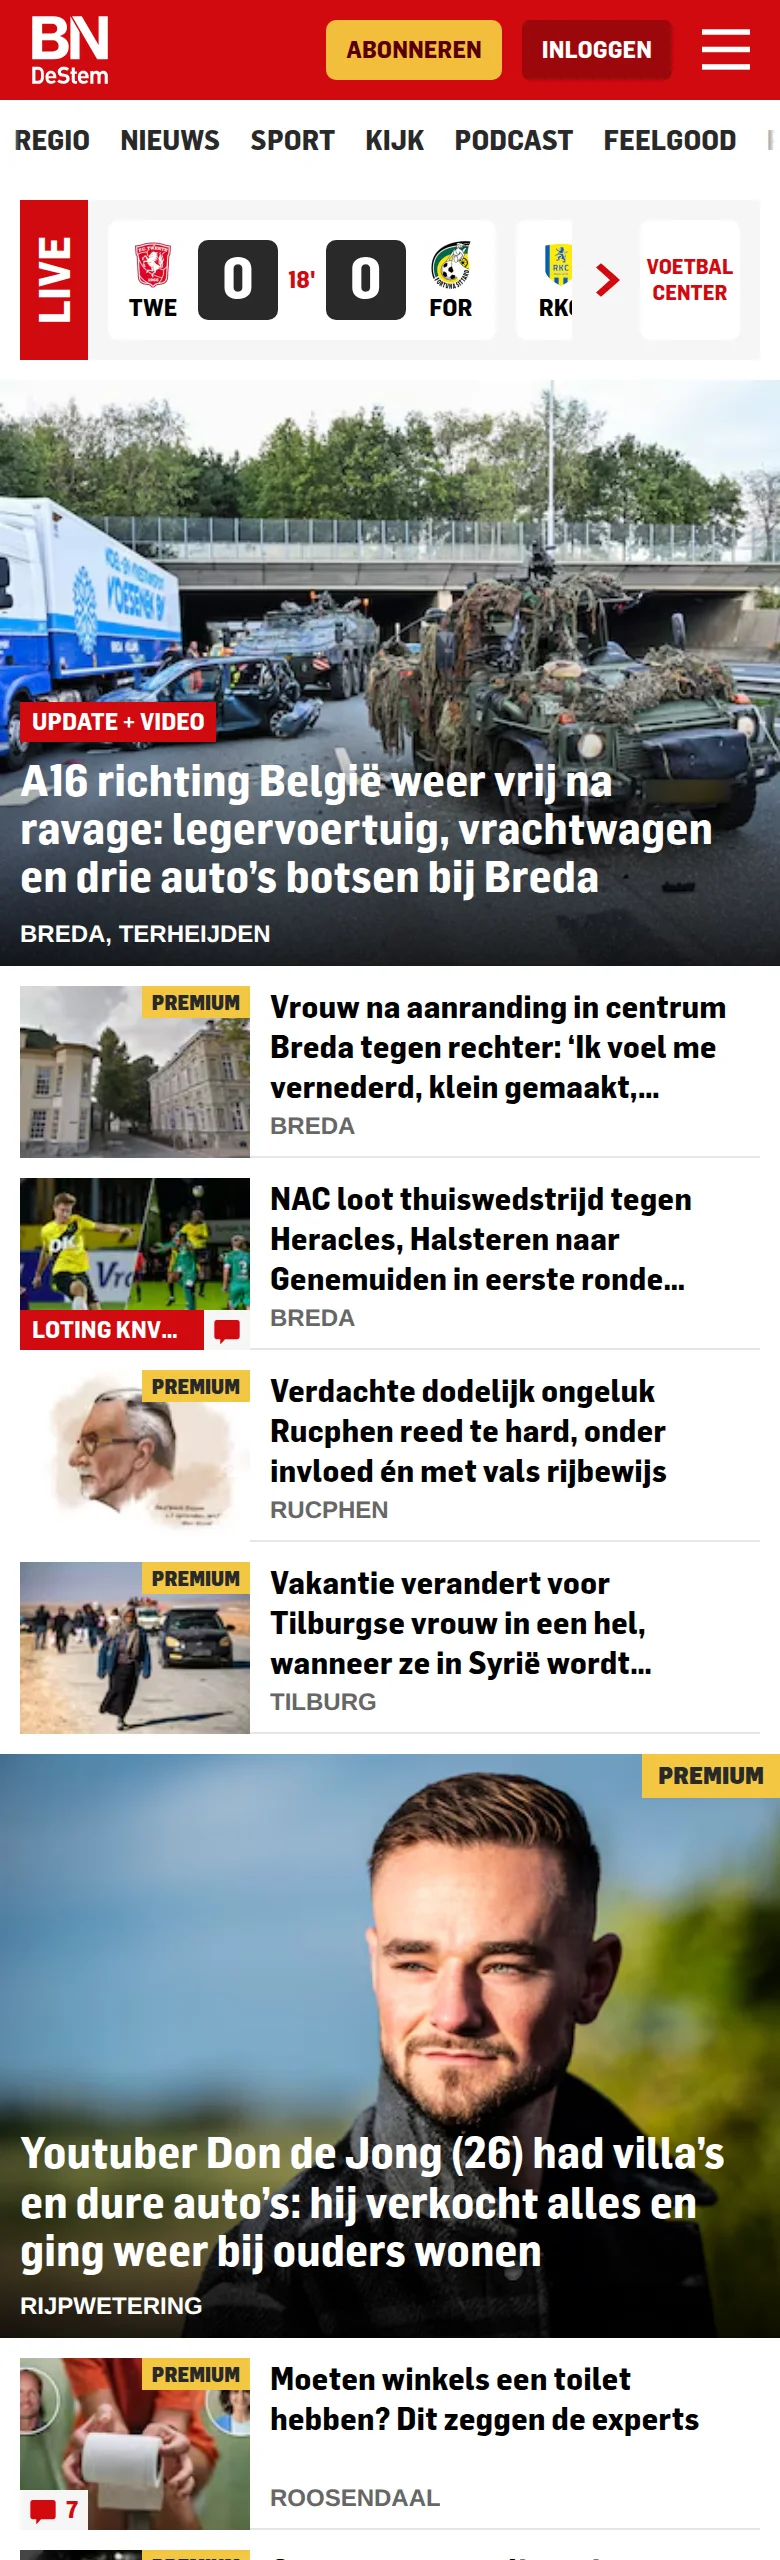 BN
DeStem
ABONNEREN
INLOGGEN
REGIO NIEUWS SPORT KIJK PODCAST FEELGOOD
LIVE
TWE
0
18'
0
FOR
RKC
VOETBAL
CENTER
UPDATE + VIDEO
A16 richting België weer vrij na
ravage: legervoertuig, vrachtwagen
en drie auto’s botsen bij Breda
BREDA, TERHEIJDEN
PREMIUM
Vrouw na aanranding in centrum
Breda tegen rechter: ‘Ik voel me
vernederd, klein gemaakt,...
BREDA
NAC loot thuiswedstrijd tegen
Heracles, Halsteren naar
Genemuiden in eerste ronde...
BREDA
LOTING KNV...
PREMIUM
Verdachte dodelijk ongeluk
Rucphen reed te hard, onder
invloed én met vals rijbewijs
RUCPHEN
PREMIUM
Vakantie verandert voor
Tilburgse vrouw in een hel,
wanneer ze in Syrië wordt...
TILBURG
PREMIUM
Youtuber Don de Jong (26) had villa’s
en dure auto’s: hij verkocht alles en
ging weer bij ouders wonen
RIJPWETERING
PREMIUM
Moeten winkels een toilet
hebben? Dit zeggen de experts
7
ROOSENDAAL